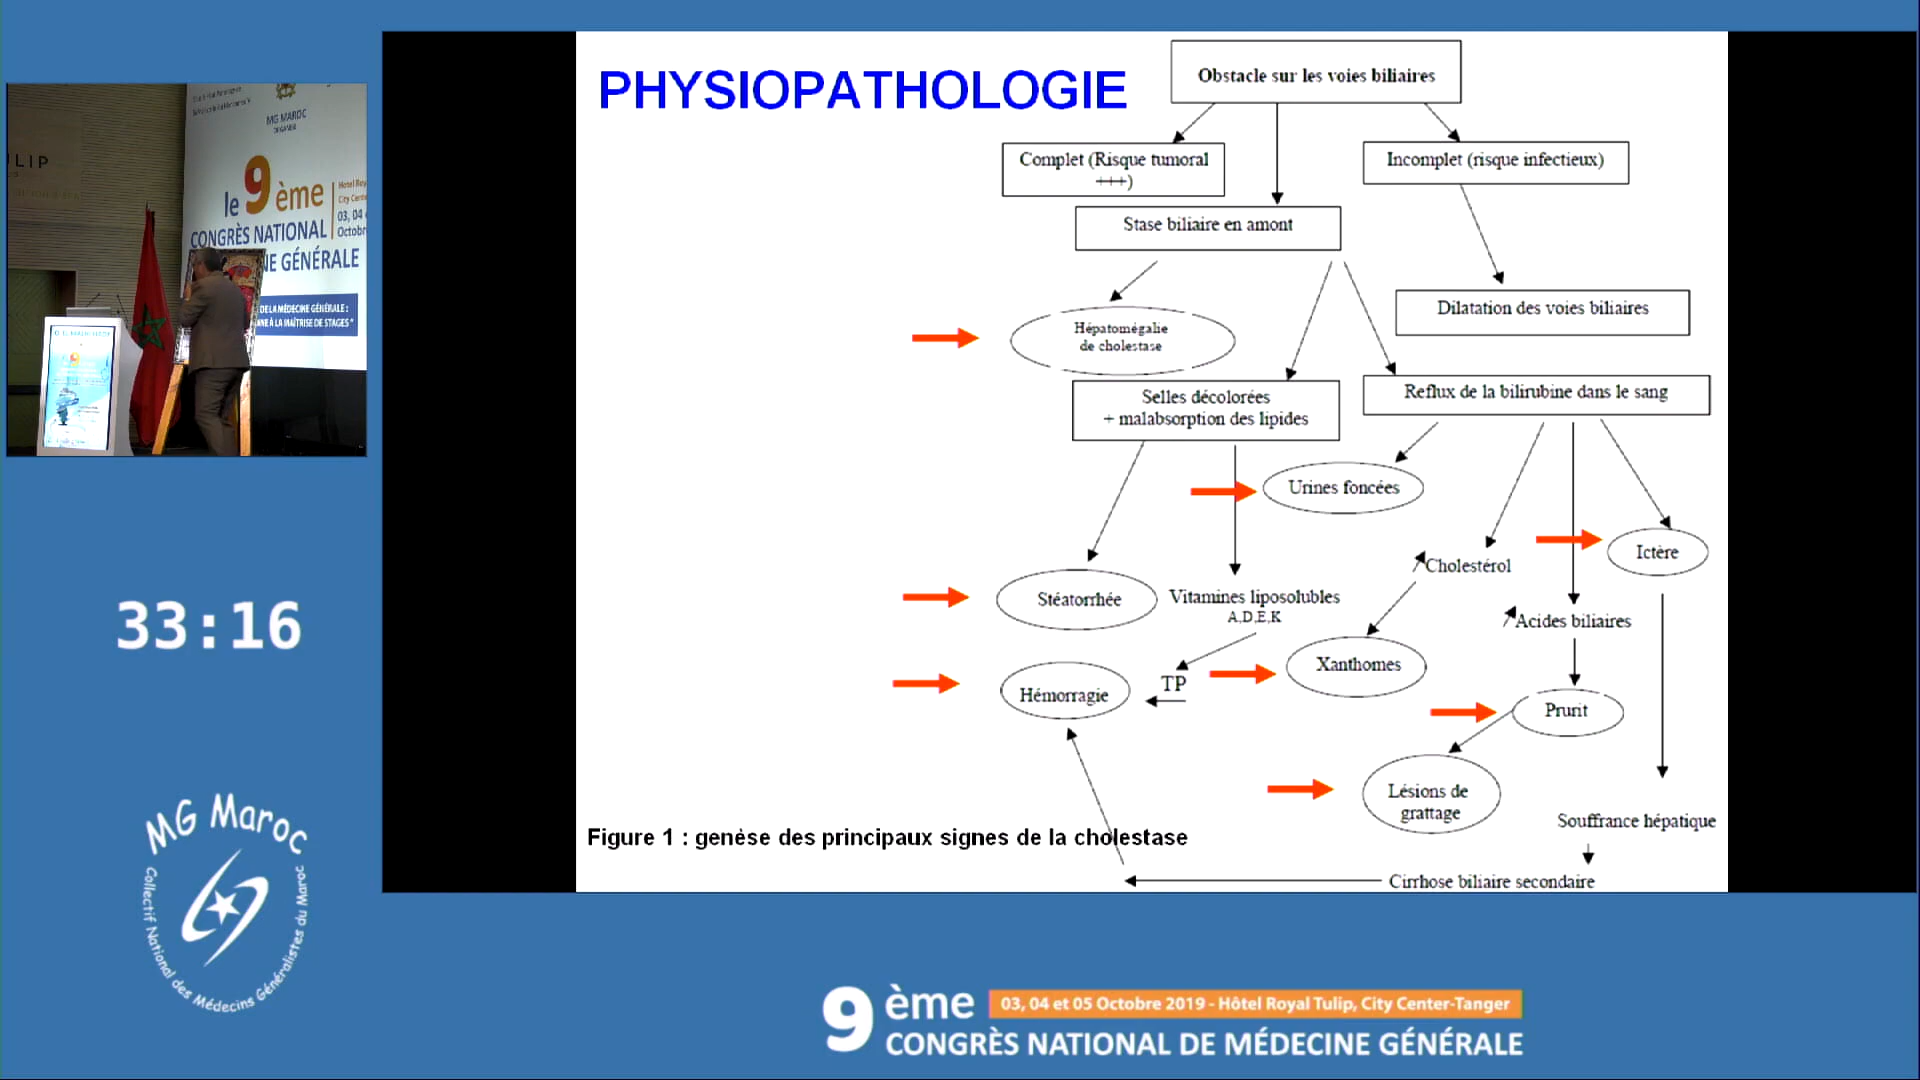 PHYSIOPATHOLOGIE
Obstacle sur les voies biliaires
Complet (Risque tumoral
+++)
Incomplet (risque infectieux)
Stase biliaire en amont
Dilatation des voies biliaires
Hépatomégalie
de cholestase
Selles décolorées
+ malabsorption des lipides
Reflux de la bilirubine dans le sang
Urines foncées
Ictère
Cholestérol
Stéatorrhée
Vitamines liposolubles
A,D,E,K
Acides biliaires
Xanthomes
TP
Hémorragie
Prurit
Lésions de
grattage
Souffrance hépatique
Figure 1 : genèse des principaux signes de la cholestase
Cirrhose biliaire secondaire
LIP
MG MAROC
le 9 ème
CONGRÈS NATIONAL
NE GÉNÉRALE
Hotel Roy
City Cent
03, 04
Octobr
DE LA MÉDECINE GÉNÉRALE :
NE À LA MAÎTRISE DE STAGES "
33:16
MG Maroc
Collectif National des Médecins Généralistes du Maroc
9 ème
03, 04 et 05 Octobre 2019 - Hôtel Royal Tulip, City Center-Tanger
CONGRÈS NATIONAL DE MÉDECINE GÉNÉRALE